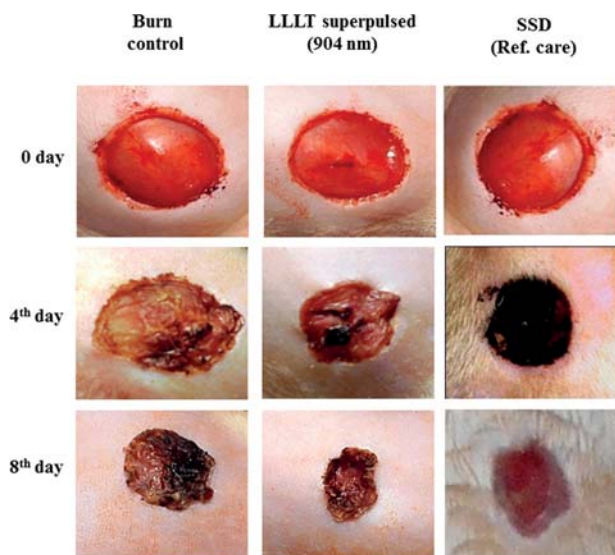 Burn
control
LLLT superpulsed
(904 nm)
SSD
(Ref. care)
0 day
4th day
8th day